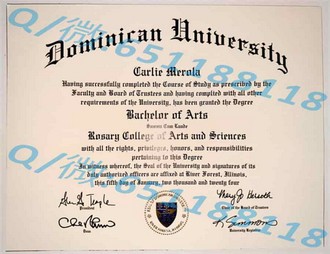 Dominican University
Carlie Merola
Having successfully completed the Course of Study as prescribed by the
Faculty and Board of Trustees and having complied with all other
requirements of the University, has been granted the Degree
Bachelor of Arts
Summa Cum Laude
Rosary College of Arts and Sciences
with all the rights, privileges, honors, and responsibilities
pertaining to this Degree
In witness whereof, the Seal of the University and signatures of its
duly authorized officers are affixed at River Forest, Illinois,
this fifth day of January, two thousand and twenty four
President
Chair of the Board of Trustees
Dean
University Registrar
Q/微:651188118
Q/微:651188118